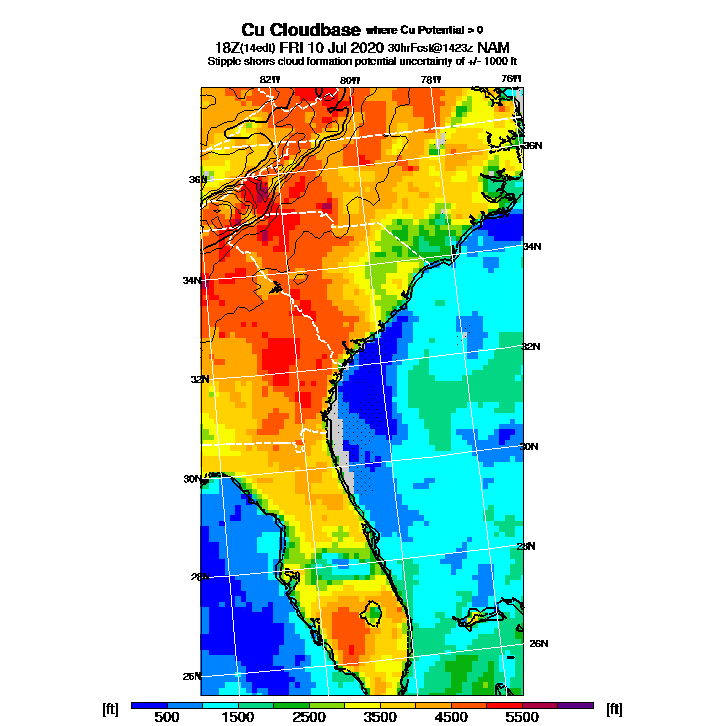 Cu Cloudbase where Cu Potential > 0
18Z(14edt) FRI 10 Jul 2020 30hrFcst@1423z NAM
Stipple shows cloud formation potential uncertainty of +/- 1000 ft
82W 80W 78W 76W
36N
36N
34N
34N
32N
32N
30N
30N
28N
28N
26N
26N
[ft] 500 1500 2500 3500 4500 5500 [ft]